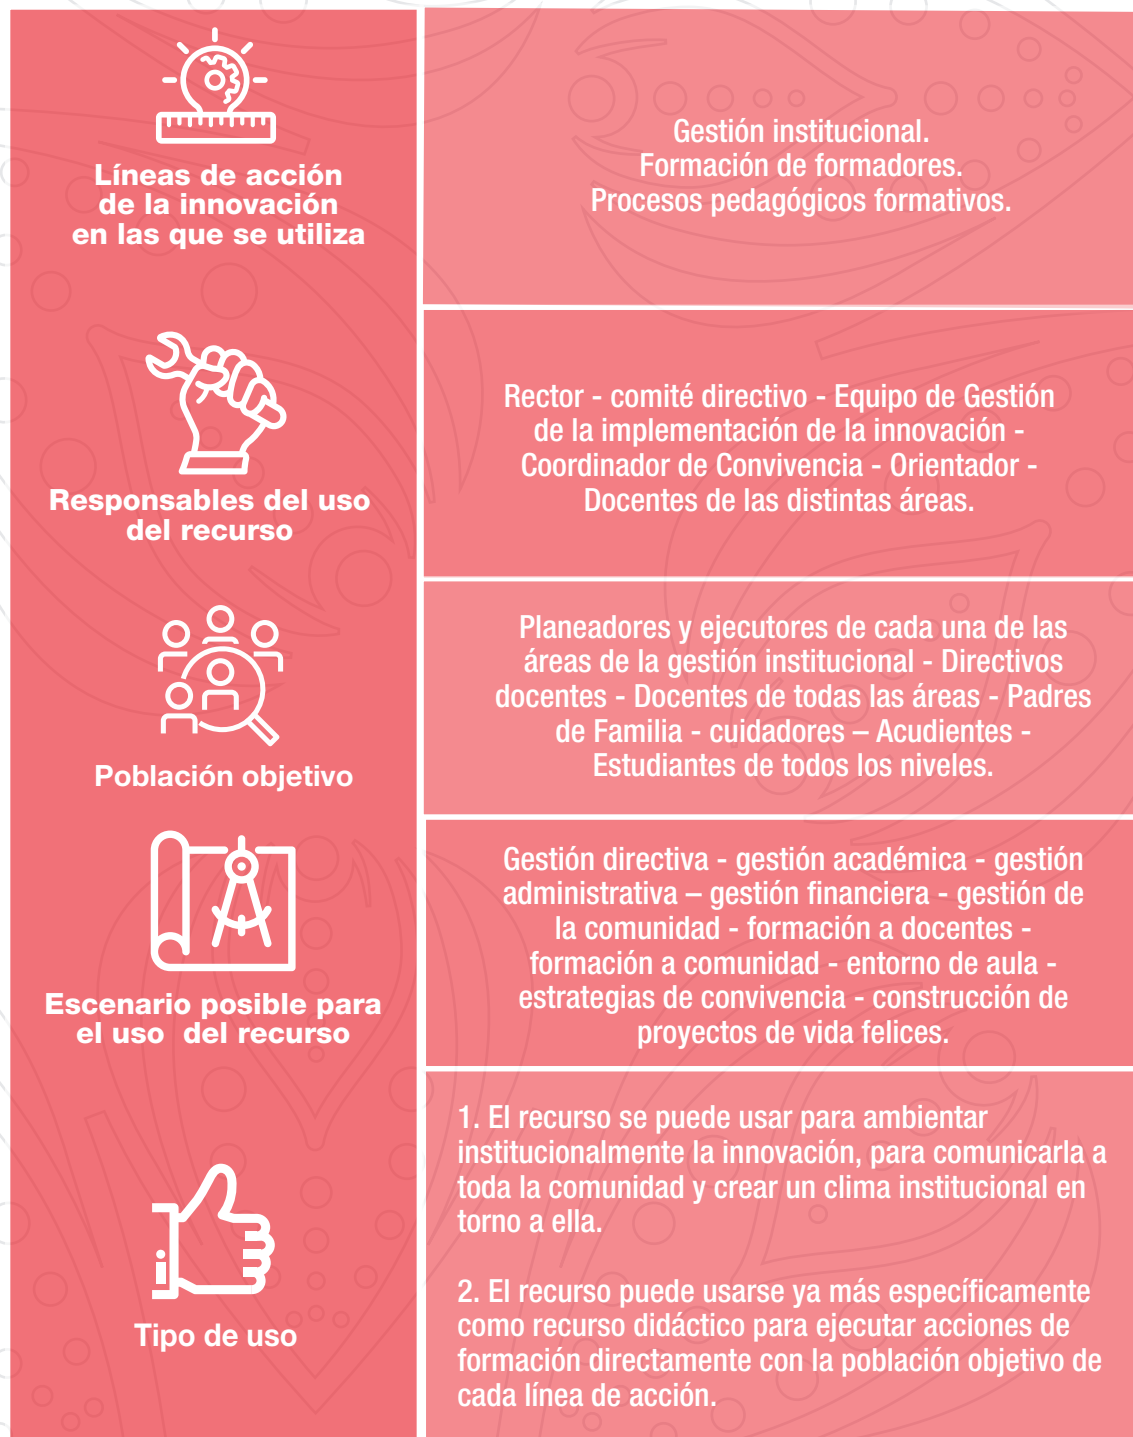 Líneas de acción
de la innovación
en las que se utiliza
Gestión institucional.
Formación de formadores.
Procesos pedagógicos formativos.
Responsables del uso
del recurso
Rector - comité directivo - Equipo de Gestión
de la implementación de la innovación -
Coordinador de Convivencia - Orientador -
Docentes de las distintas áreas.
Población objetivo
Planeadores y ejecutores de cada una de las
áreas de la gestión institucional - Directivos
docentes - Docentes de todas las áreas - Padres
de Familia - cuidadores – Acudientes -
Estudiantes de todos los niveles.
Escenario posible para
el uso  del recurso
Gestión directiva - gestión académica - gestión
administrativa – gestión financiera - gestión de
la comunidad - formación a docentes -
formación a comunidad - entorno de aula -
estrategias de convivencia - construcción de
proyectos de vida felices.
Tipo de uso
1. El recurso se puede usar para ambientar
institucionalmente la innovación, para comunicarla a
toda la comunidad y crear un clima institucional en
torno a ella.
2. El recurso puede usarse ya más específicamente
como recurso didáctico para ejecutar acciones de
formación directamente con la población objetivo de
cada línea de acción.